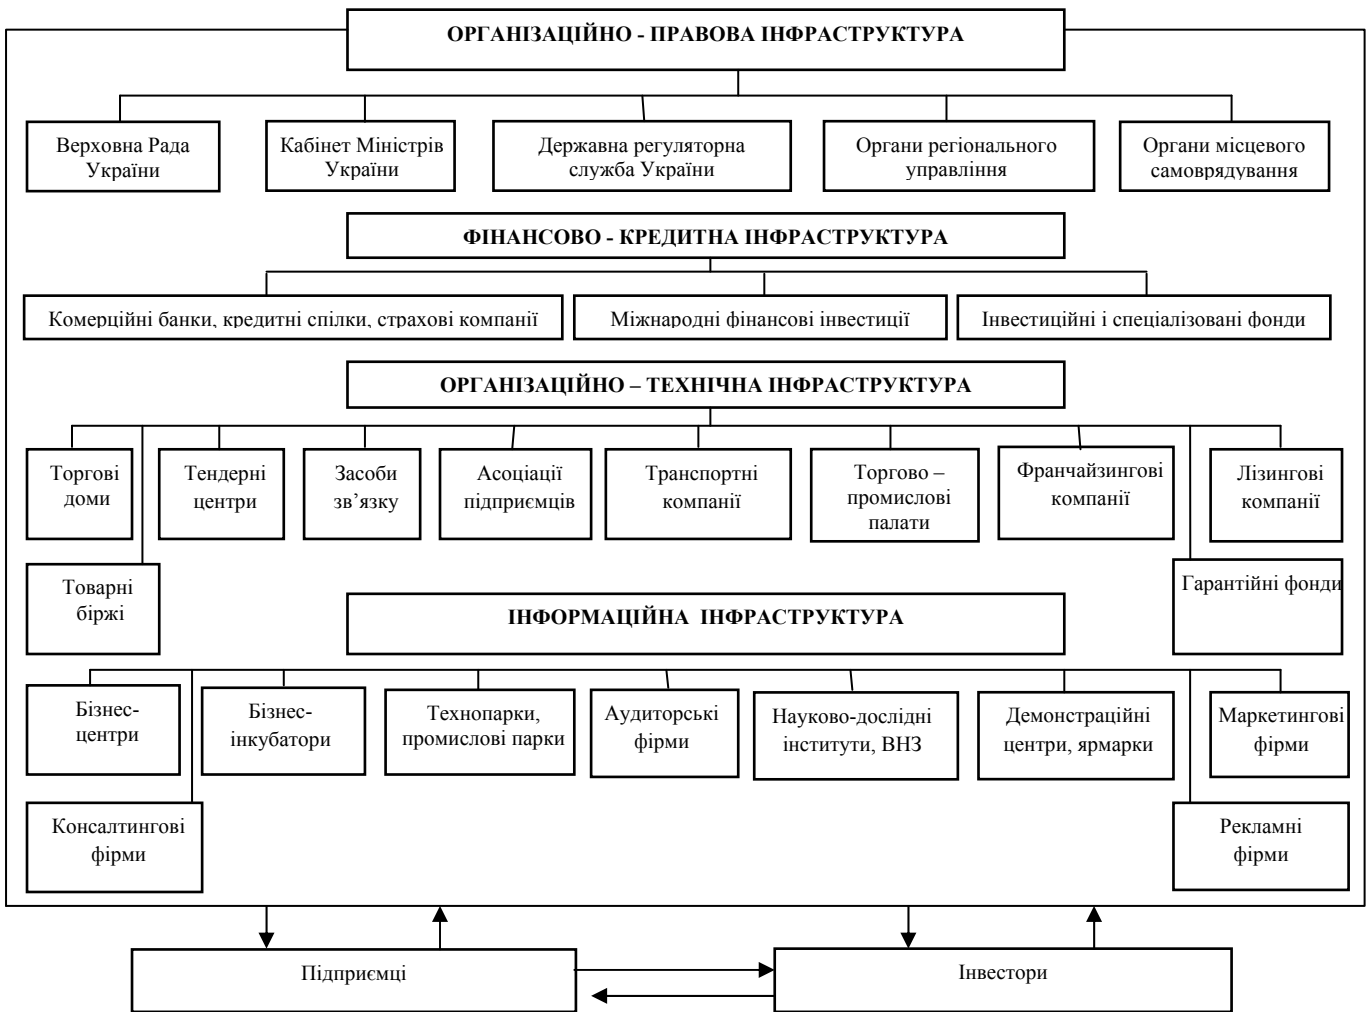 ОРГАНІЗАЦІЙНО - ПРАВОВА ІНФРАСТРУКТУРА
Верховна Рада
України
Кабінет Міністрів
України
Державна регуляторна
служба України
Органи регіонального
управління
Органи місцевого
самоврядування
ФІНАНСОВО - КРЕДИТНА ІНФРАСТРУКТУРА
Комерційні банки, кредитні спілки, страхові компанії
Міжнародні фінансові інвестиції
Інвестиційні і спеціалізовані фонди
ОРГАНІЗАЦІЙНО – ТЕХНІЧНА ІНФРАСТРУКТУРА
Торгові
доми
Тендерні
центри
Засоби
зв’язку
Асоціації
підприємців
Транспортні
компанії
Торгово –
промислові
палати
Франчайзингові
компанії
Лізингові
компанії
Товарні
біржі
Гарантійні фонди
ІНФОРМАЦІЙНА ІНФРАСТРУКТУРА
Бізнес-
центри
Бізнес-
інкубатори
Технопарки,
промислові парки
Аудиторські
фірми
Науково-дослідні
інститути, ВНЗ
Демонстраційні
центри, ярмарки
Маркетингові
фірми
Консалтингові
фірми
Рекламні
фірми
Підприємці
Інвестори